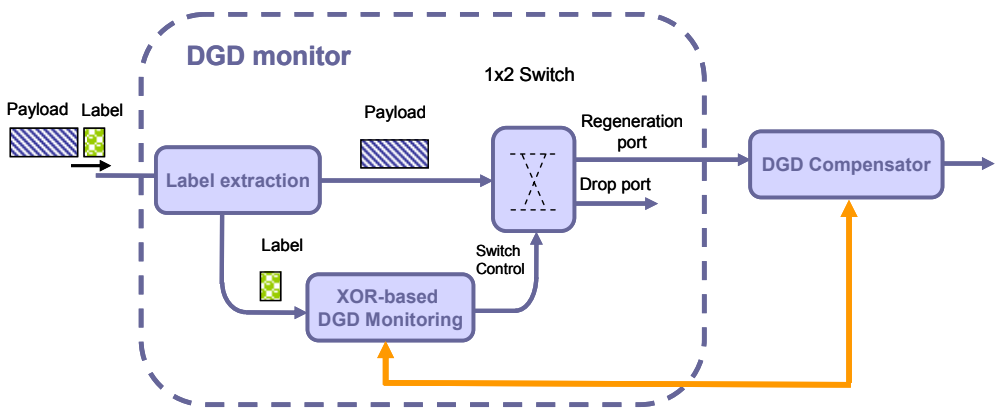 DGD monitor
1x2 Switch
Payload
Label
Payload
Regeneration
port
Label extraction
DGD Compensator
Drop port
Label
Switch
Control
XOR-based
DGD Monitoring